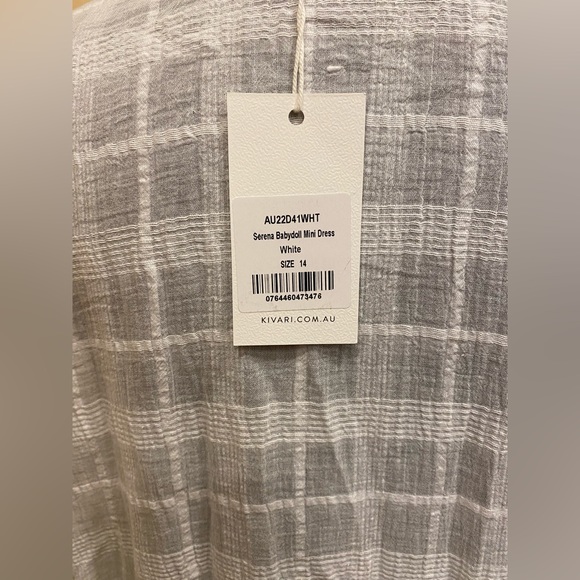 AU22D41WHT
Serena Babydoll Mini Dress
White
SIZE 14
0764460473476
KIVARI.COM.AU